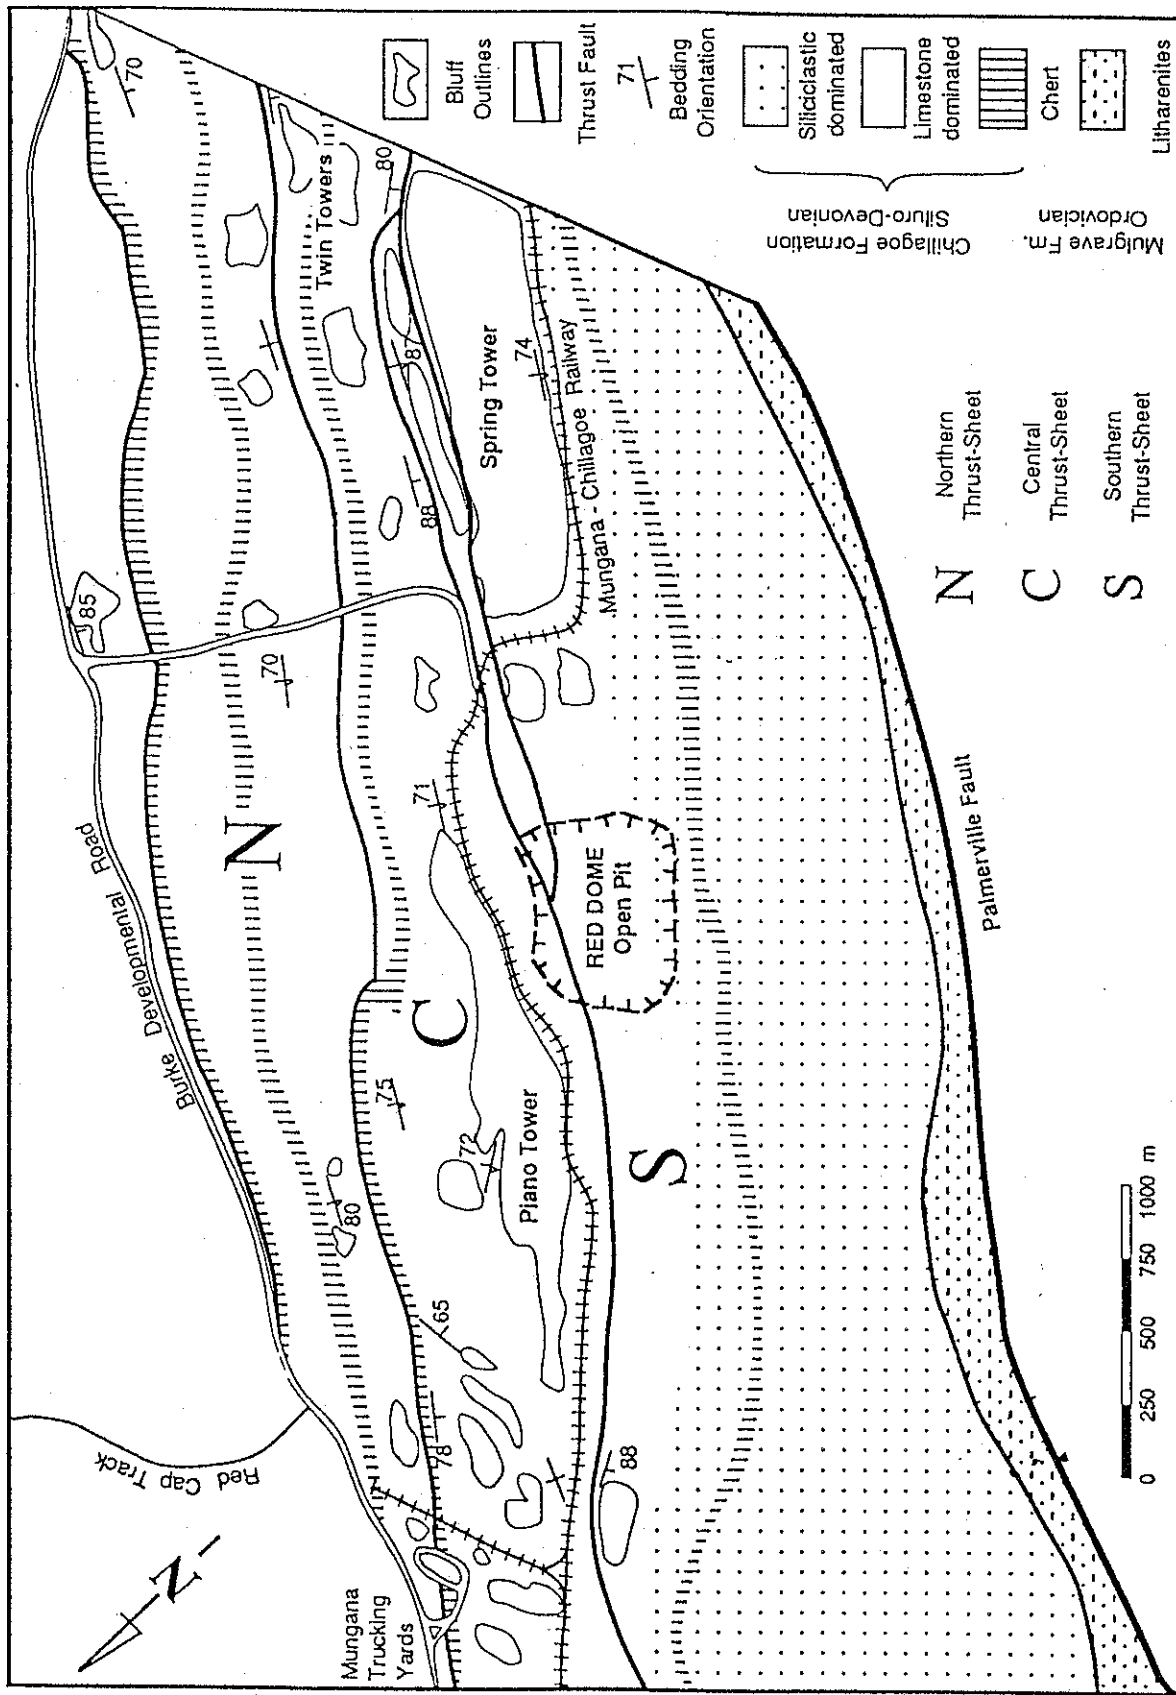 Red Cap Track
Burke Developmental Road
N
Mungana
Trucking
Yards
N
C
S
Twin Towers
Spring Tower
Piano Tower
Mungana - Chillagoe Railway
RED DOME
Open Pit
Palmerville Fault
70
85
70
80
80
87
88
74
71
75
72
80
65
78
88
0
250
500
750
1000 m
N
Northern
Thrust-Sheet
C
Central
Thrust-Sheet
S
Southern
Thrust-Sheet
Bluff
Outlines
Thrust Fault
71
Bedding
Orientation
Siliciclastic
dominated
Limestone
dominated
Chert
Litharenites
Chillagoe Formation
Siluro-Devonian
Mulgrave Fm.
Ordovician